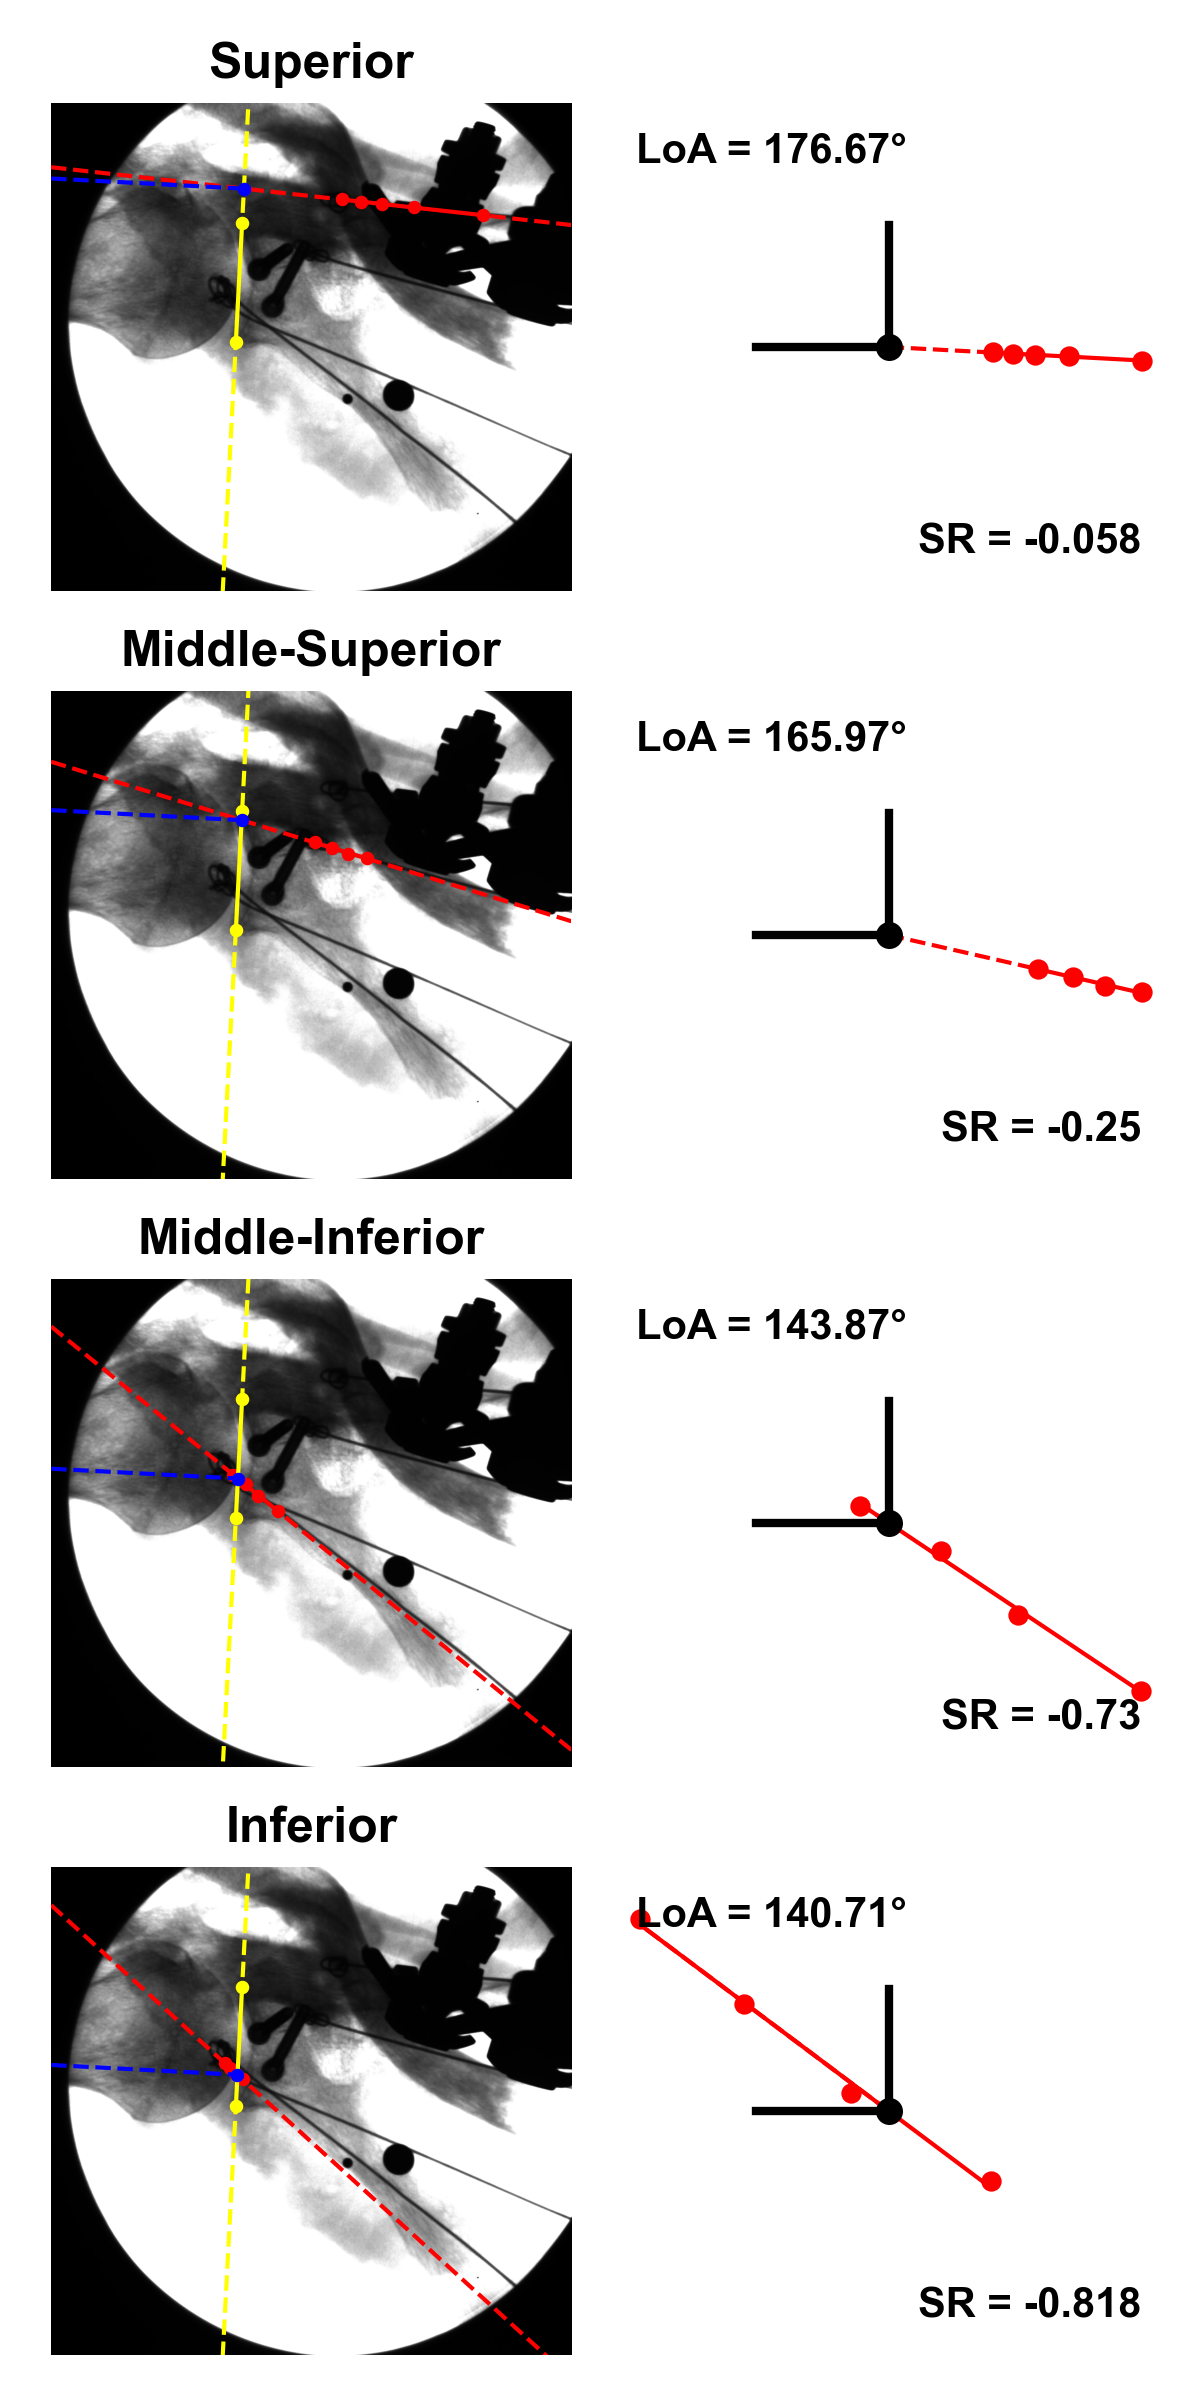 Superior
LoA = 176.67°
SR = -0.058
Middle-Superior
LoA = 165.97°
SR = -0.25
Middle-Inferior
LoA = 143.87°
SR = -0.73
Inferior
LoA = 140.71°
SR = -0.818